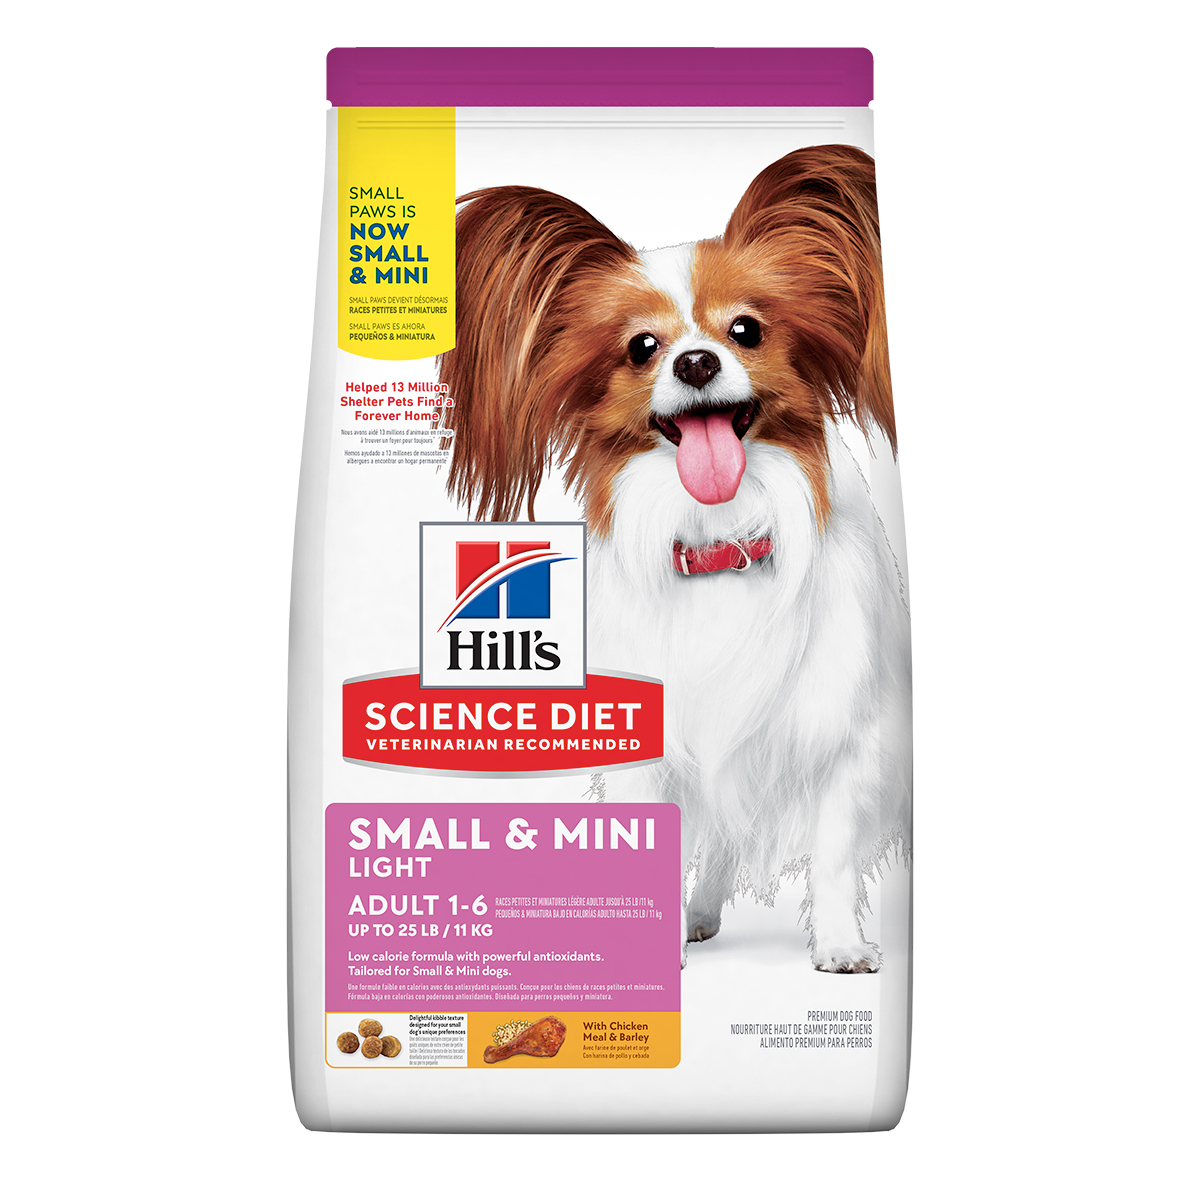 SMALL
PAWS IS
NOW
SMALL
& MINI
SMALL PAWS DEVIENT DÉSORMAIS
RACES PETITES ET MINIATURES
SMALL PAWS ES AHORA
PEQUEÑOS & MINIATURA
Helped 13 Million
Shelter Pets Find a
Forever Home
Nous avons aidé 13 millions d'animaux en refuge
à trouver un foyer pour toujours
Hemos ayudado a 13 millones de mascotas en
albergues a encontrar un hogar permanente
Hill's
SCIENCE DIET
VETERINARIAN RECOMMENDED
SMALL & MINI
LIGHT
ADULT 1-6
RACES PETITES ET MINIATURES LÉGÈRE ADULTE JUSQU'À 25 LB /11 kg
PEQUEÑOS & MINIATURA BAJO EN CALORÍAS ADULTO HASTA 25 LB / 11 kg
UP TO 25 LB / 11 KG
Low calorie formula with powerful antioxidants.
Tailored for Small & Mini dogs.
Une formule faible en calories avec des antioxydants puissants. Conçue pour les chiens de races petites et miniatures.
Fórmula baja en calorías con poderosos antioxidantes. Diseñada para perros pequeños y miniatura.
Delightful kibble texture
designed for your small
dog's unique preferences
With Chicken
Meal & Barley
Avec farine de poulet et orge
Con harina de pollo y cebada
PREMIUM DOG FOOD
NOURRITURE HAUT DE GAMME POUR CHIENS
ALIMENTO PREMIUM PARA PERROS